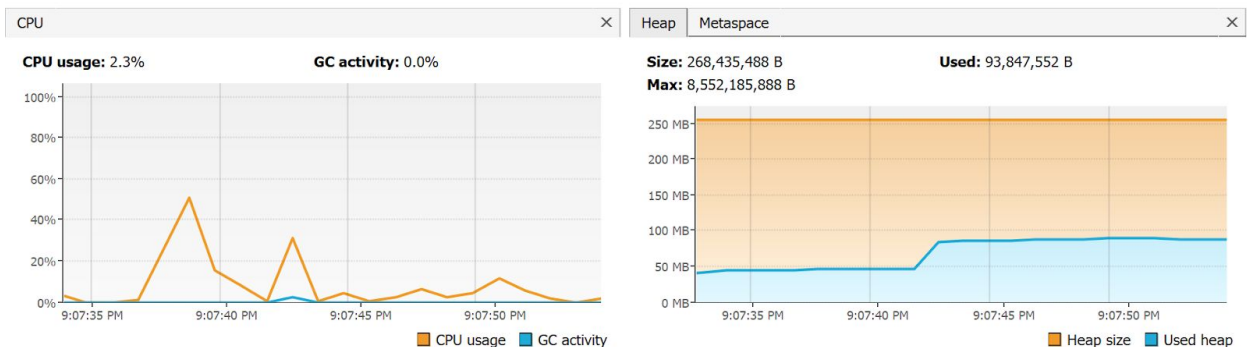 CPU ×
CPU usage: 2.3% GC activity: 0.0%
100%
80%
60%
40%
20%
0%
9:07:35 PM 9:07:40 PM 9:07:45 PM 9:07:50 PM
CPU usage GC activity
Heap Metaspace ×
Size: 268,435,488 B Used: 93,847,552 B
Max: 8,552,185,888 B
250 MB
200 MB
150 MB
100 MB
50 MB
0 MB
9:07:35 PM 9:07:40 PM 9:07:45 PM 9:07:50 PM
Heap size Used heap